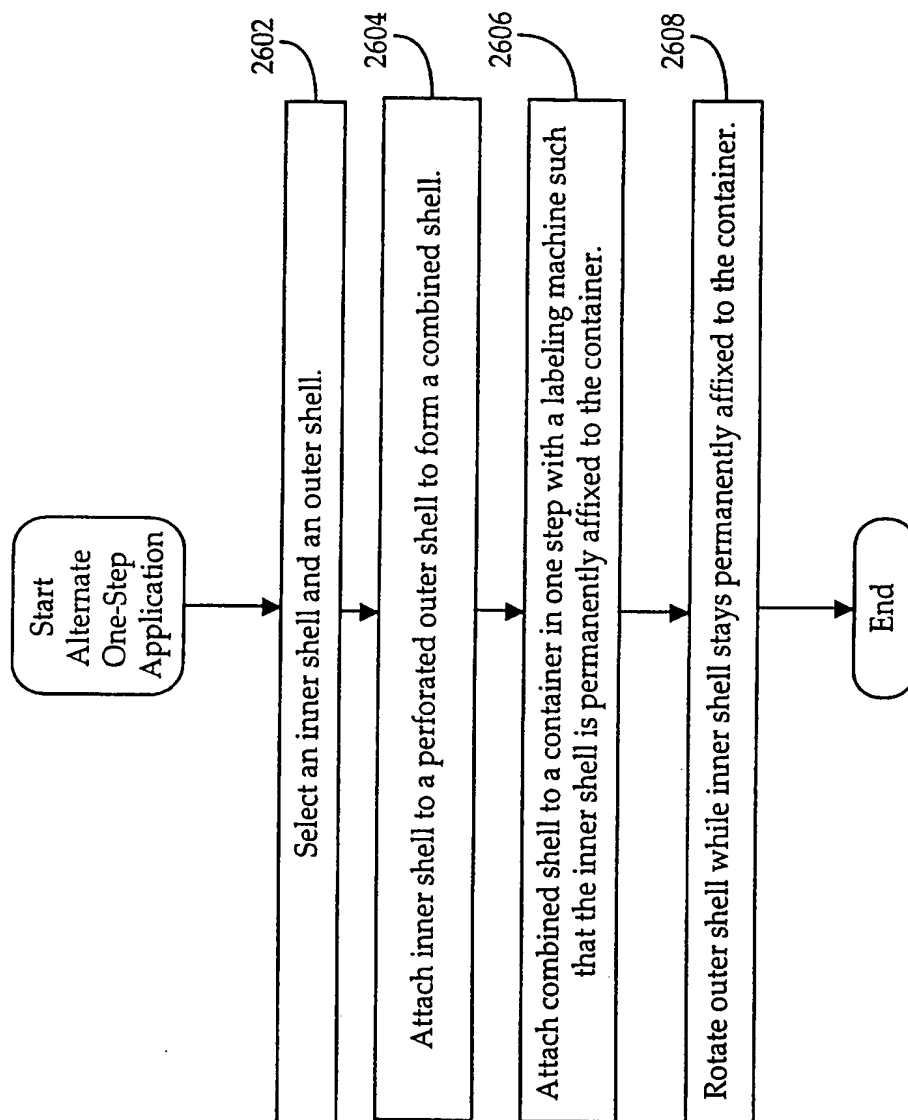 Start
Alternate
One-Step
Application
2602
Select an inner shell and an outer shell.
2604
Attach inner shell to a perforated outer shell to form a combined shell.
2606
Attach combined shell to a container in one step with a labeling machine such
that the inner shell is permanently affixed to the container.
2608
Rotate outer shell while inner shell stays permanently affixed to the container.
End